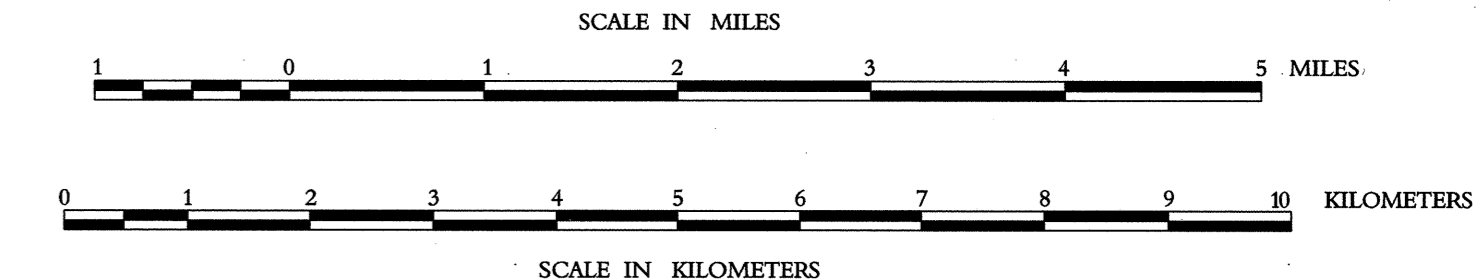 SCALE IN MILES
1 0 1 2 3 4 5 MILES
0 1 2 3 4 5 6 7 8 9 10 KILOMETERS
SCALE IN KILOMETERS